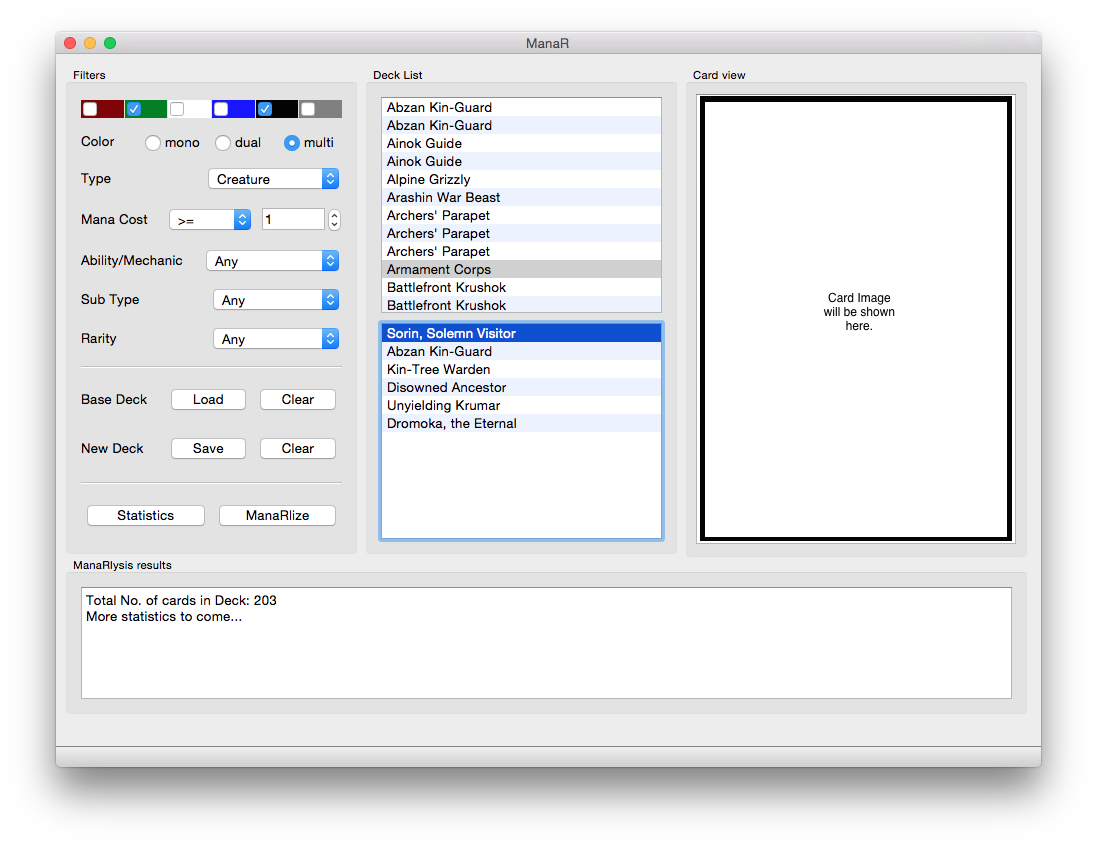 ManaR
Filters
Color
mono
dual
multi
Type
Creature
Mana Cost
>=
1
Ability/Mechanic
Any
Sub Type
Any
Rarity
Any
Base Deck
Load
Clear
New Deck
Save
Clear
Statistics
ManaRlize
Deck List
Abzan Kin-Guard
Abzan Kin-Guard
Ainok Guide
Ainok Guide
Alpine Grizzly
Arashin War Beast
Archers' Parapet
Archers' Parapet
Archers' Parapet
Armament Corps
Battlefront Krushok
Battlefront Krushok
Sorin, Solemn Visitor
Abzan Kin-Guard
Kin-Tree Warden
Disowned Ancestor
Unyielding Krumar
Dromoka, the Eternal
Card view
Card Image
will be shown
here.
ManaRlysis results
Total No. of cards in Deck: 203
More statistics to come...